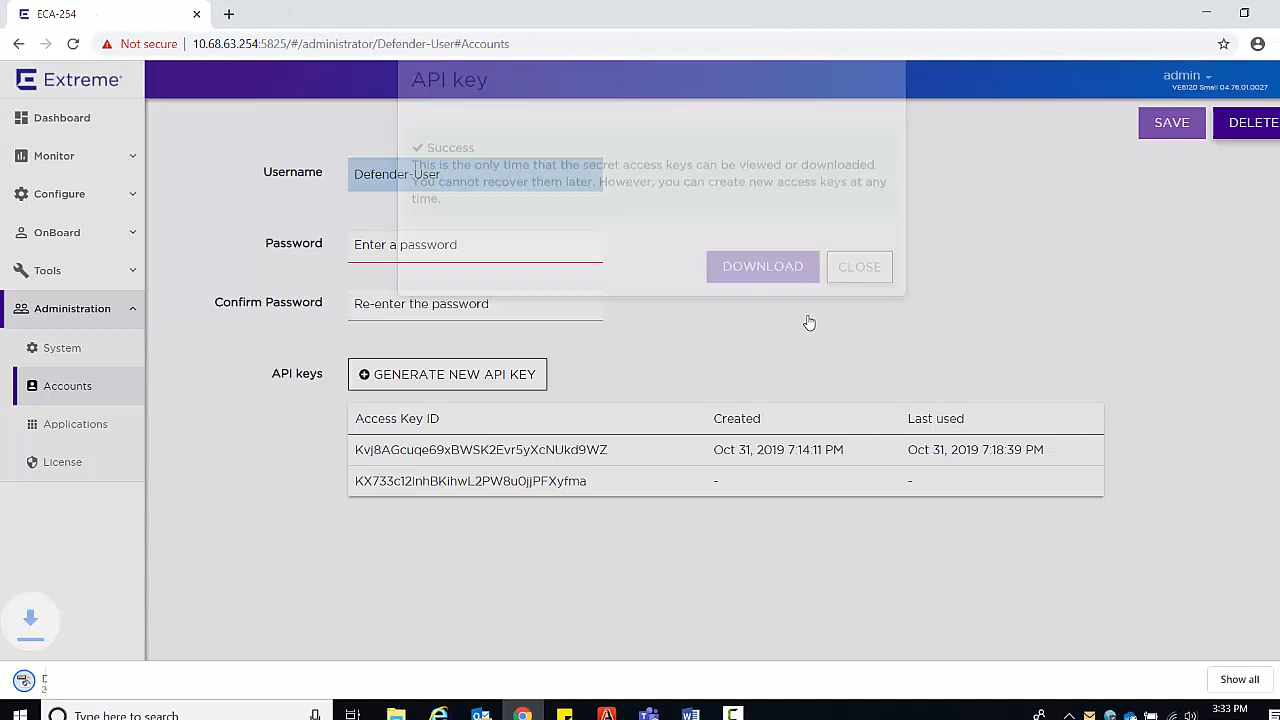 ECA-254
Not secure
10.68.63.254:5825/#/administrator/Defender-User#Accounts
Extreme
API key
admin
VE6120 Small 04.76.01.0027
Dashboard
SAVE
DELETE
Monitor
Success
This is the only time that the secret access keys can be viewed or downloaded.
You cannot recover them later. However, you can create new access keys at any
time.
Username
Defender-User
Configure
OnBoard
Password
Enter a password
DOWNLOAD
CLOSE
Tools
Administration
Confirm Password
Re-enter the password
System
API keys
GENERATE NEW API KEY
Accounts
Access Key ID
Created
Last used
Applications
Kvj8AGcuqe69xBWSK2Evr5yXcNUkd9WZ
Oct 31, 2019 7:14:11 PM
Oct 31, 2019 7:18:39 PM
License
KX733c12lnhBKihwL2PW8u0jjPFXyfma
-
-
Show all
Type here to search
3:33 PM